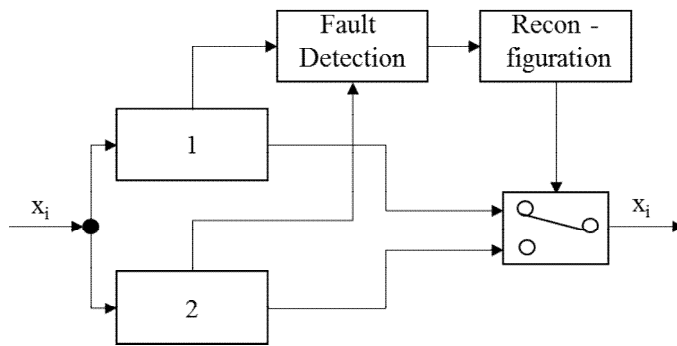 Fault
Detection
Recon -
figuration
1
x_i
x_i
2